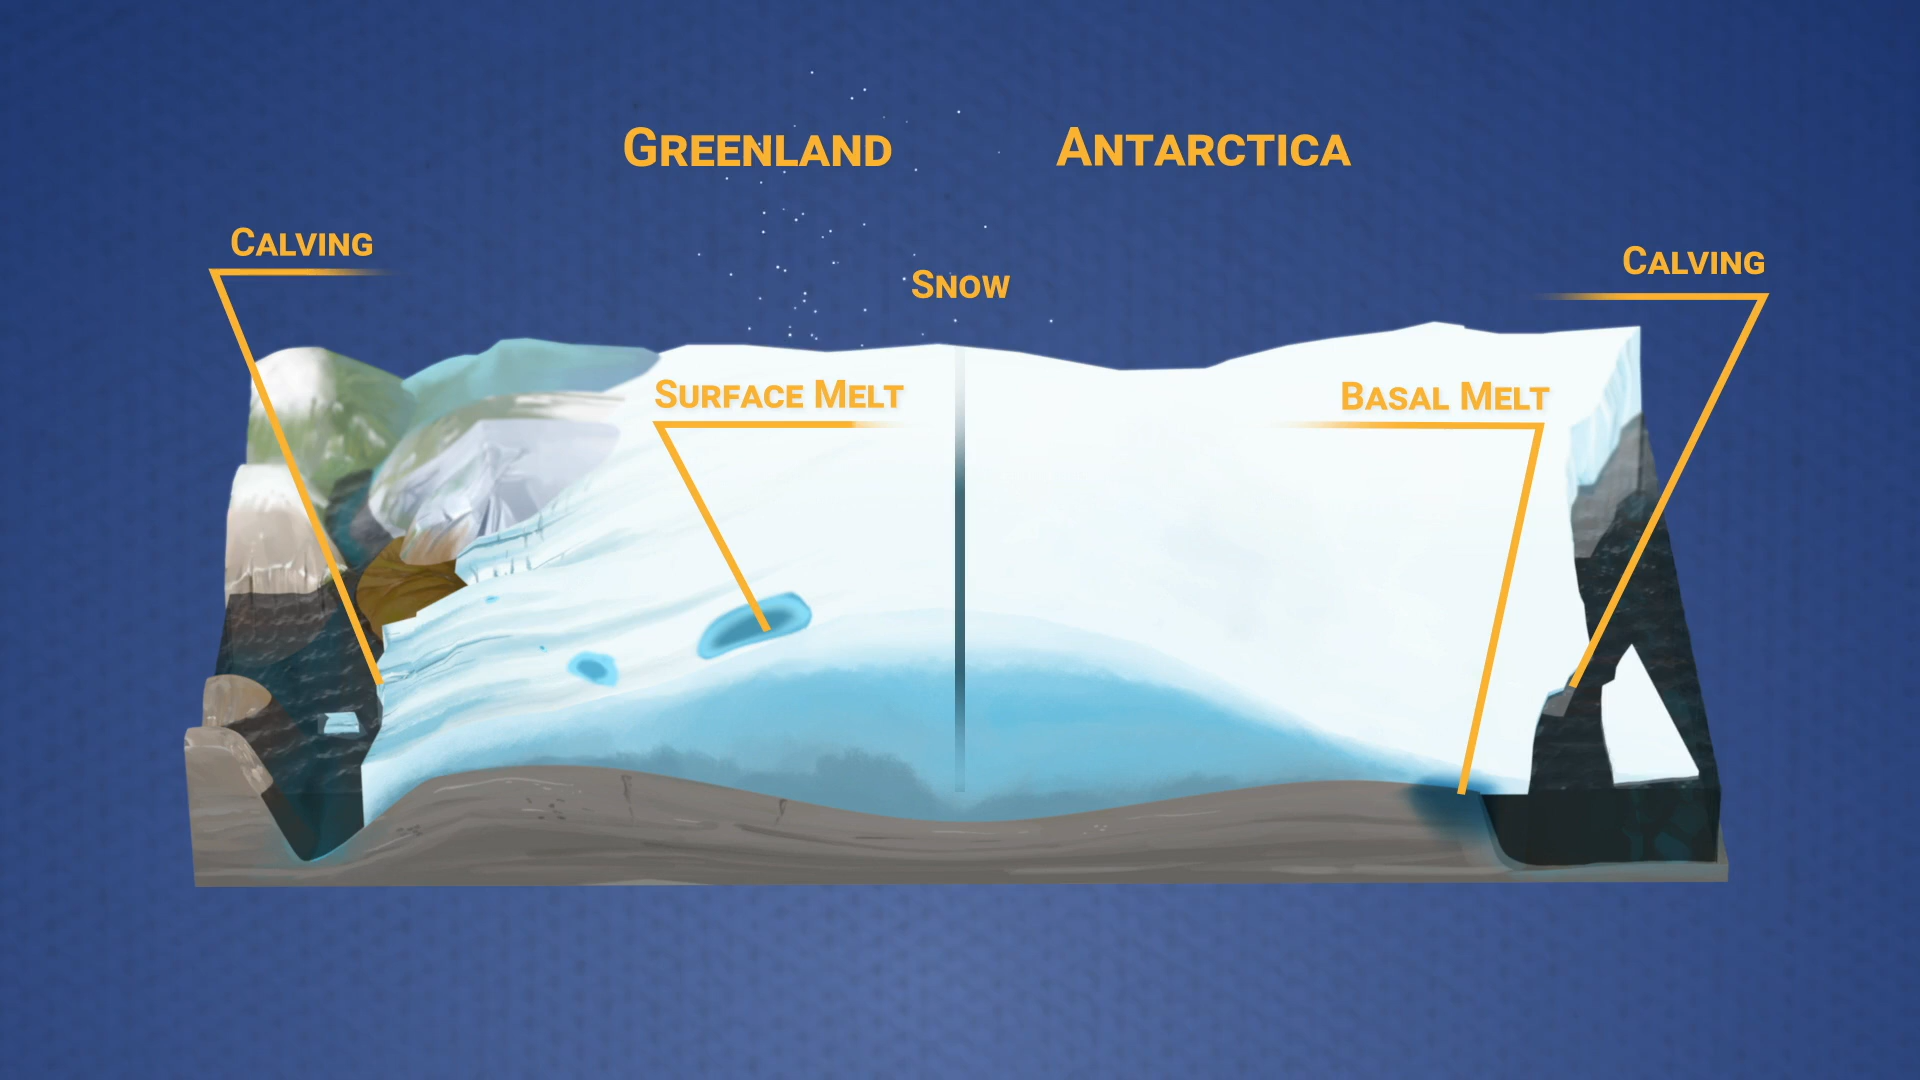 Greenland
Antarctica
Calving
Calving
Snow
Surface Melt
Basal Melt